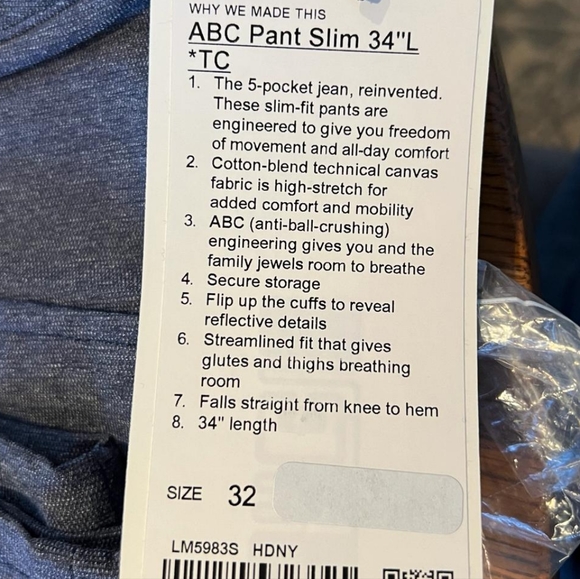 WHY WE MADE THIS
ABC Pant Slim 34"L
*TC
1. The 5-pocket jean, reinvented.
These slim-fit pants are
engineered to give you freedom
of movement and all-day comfort
2. Cotton-blend technical canvas
fabric is high-stretch for
added comfort and mobility
3. ABC (anti-ball-crushing)
engineering gives you and the
family jewels room to breathe
4. Secure storage
5. Flip up the cuffs to reveal
reflective details
6. Streamlined fit that gives
glutes and thighs breathing
room
7. Falls straight from knee to hem
8. 34" length
SIZE 32
LM5983S HDNY